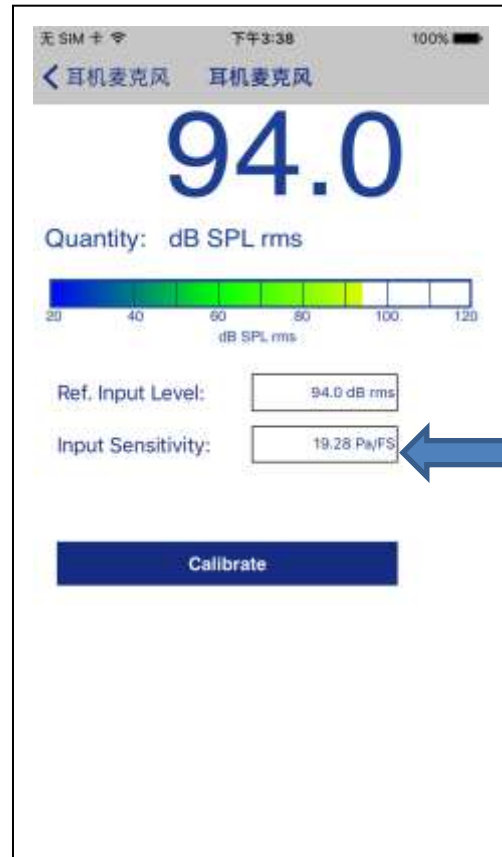 无 SIM 卡 下午3:38 100%
耳机麦克风 耳机麦克风
94.0
Quantity: dB SPL rms
20 40 60 80 100 120
dB SPL rms
Ref. Input Level: 94.0 dB rms
Input Sensitivity: 19.28 Pa/FS
Calibrate